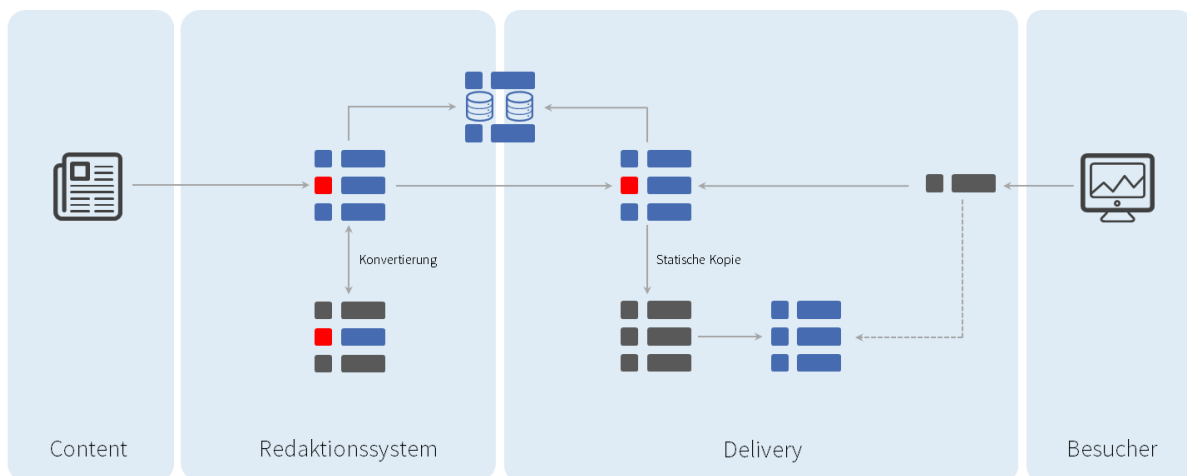 Konvertierung
Statische Kopie
Content
Redaktionssystem
Delivery
Besucher